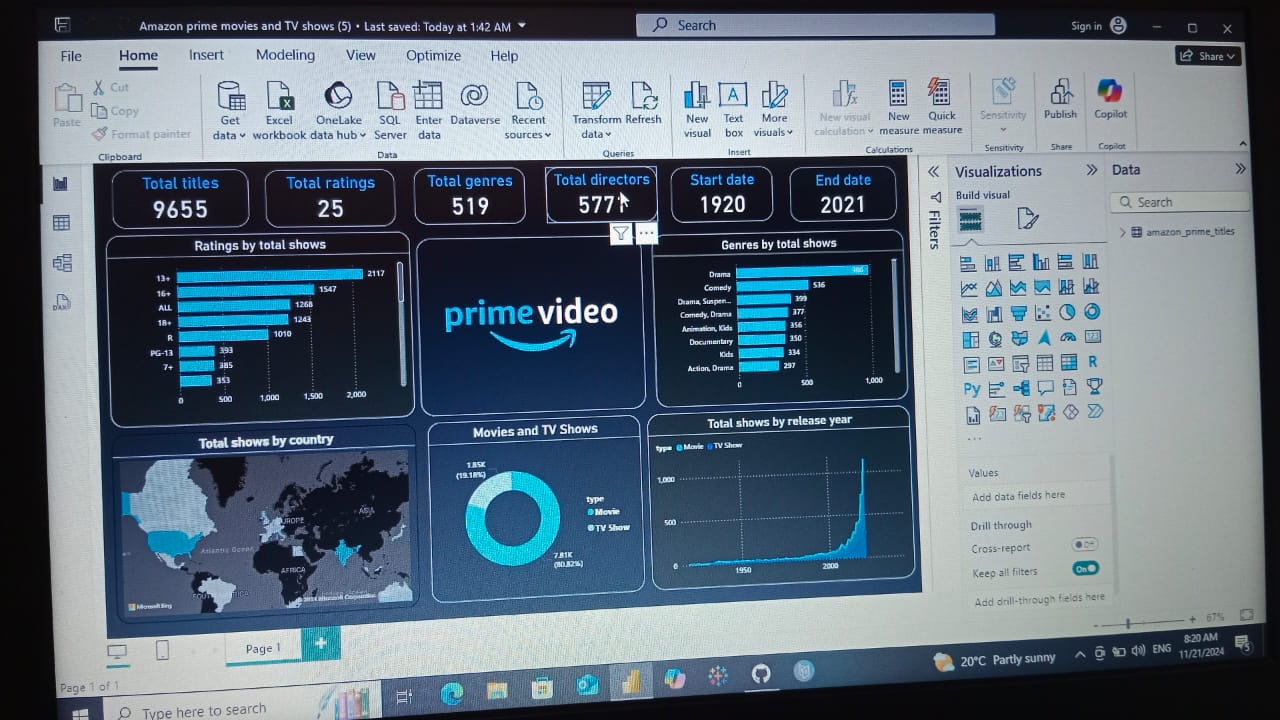 Amazon prime movies and TV shows (5) • Last saved: Today at 1:42 AM
Search
Sign in
File Home Insert Modeling View Optimize Help
Share
Paste
Cut
Copy
Format painter
Clipboard
Get data
Excel workbook
OneLake data hub
SQL Server
Enter data
Dataverse
Recent sources
Data
Transform data
Refresh
Queries
New visual
Text box
More visuals
Insert
New visual calculation
New measure
Quick measure
Calculations
Sensitivity
Sensitivity
Publish
Share
Copilot
Copilot
Total titles
9655
Total ratings
25
Total genres
519
Total directors
Start date
1920
End date
2021
Ratings by total shows
13+ 2117
16+ 1547
ALL 1268
18+ 1243
R 1010
PG-13 393
7+ 385
353
0 500 1,000 1,500 2,000
prime video
Genres by total shows
Drama 986
Comedy 536
Drama, Suspen... 399
Comedy, Drama 377
Animation, Kids 356
Documentary 350
Kids 334
Action, Drama 297
0 500 1,000
Total shows by country
EUROPE
ASIA
Atlantic Ocean
AFRICA
Microsoft Bing
Movies and TV Shows
1.85K
(19.18%)
type
Movie
TV Show
7.81K
(80.82%)
Total shows by release year
type Movie TV Show
1,000
500
0
1950 2000
Filters
Visualizations
Build visual
Py
R
Values
Add data fields here
Drill through
Cross-report Off
Keep all filters On
Add drill-through fields here
Data
Search
amazon_prime_titles
DAX
Page 1
Page 1 of 1
67%
Type here to search
20°C Partly sunny
ENG
8:20 AM
11/21/2024
5